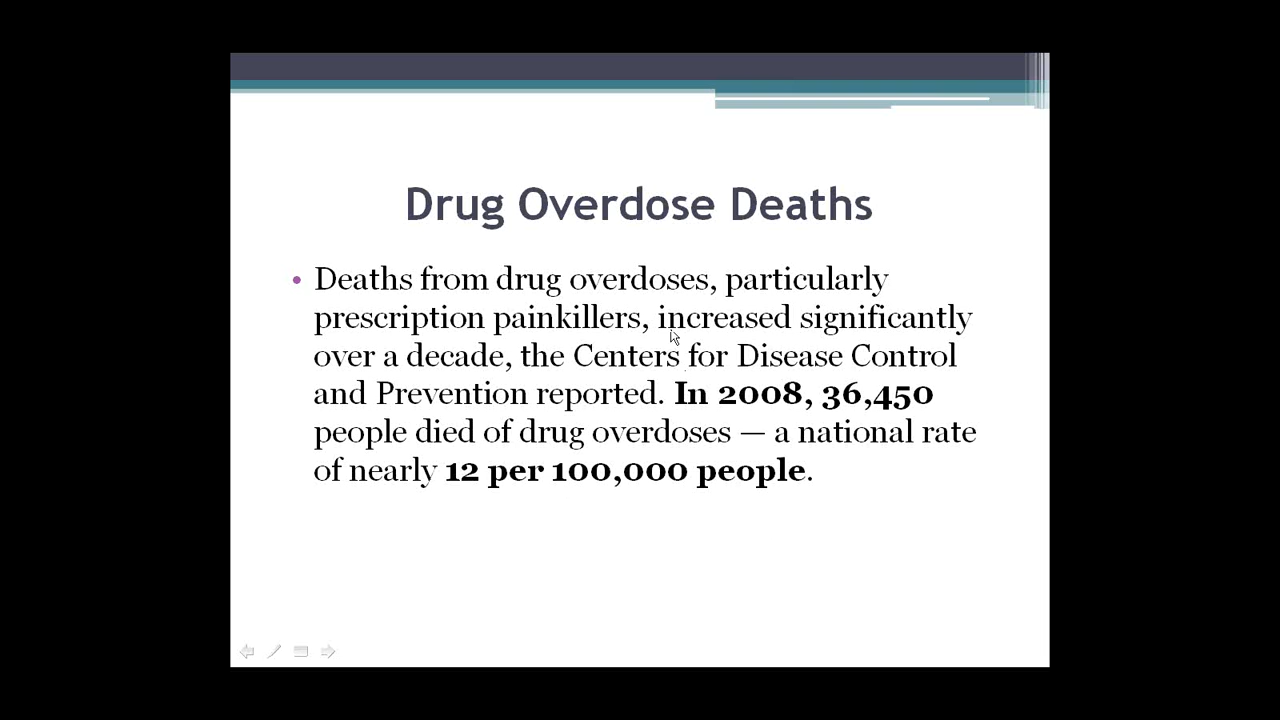 Drug Overdose Deaths
• Deaths from drug overdoses, particularly
prescription painkillers, increased significantly
over a decade, the Centers for Disease Control
and Prevention reported. In 2008, 36,450
people died of drug overdoses — a national rate
of nearly 12 per 100,000 people.